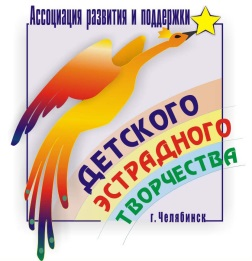 Ассоциация развития и поддержки
ДЕТСКОГО
ЭСТРАДНОГО
ТВОРЧЕСТВА
г. Челябинск